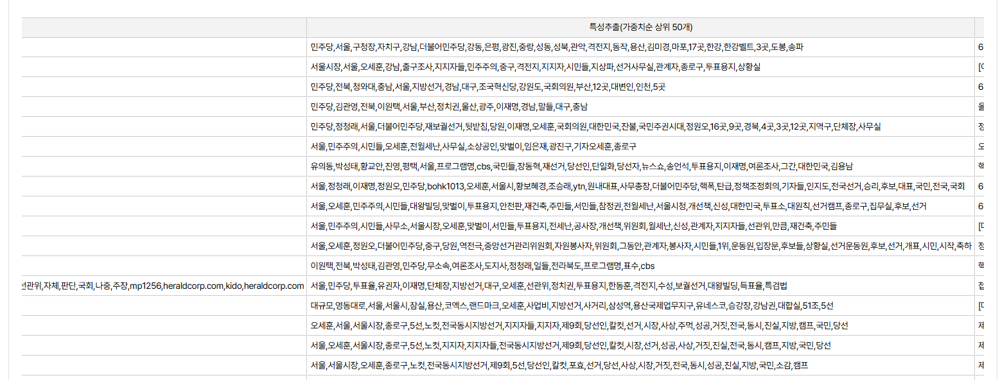 특성추출(가중치순 상위 50개)
민주당,서울,구청장,자치구,강남,더불어민주당,강동,은평,광진,중랑,성동,성북,관악,격전지,동작,용산,김미경,마포,17곳,한강,한강벨트,3곳,도봉,송파
서울시장,서울,오세훈,강남,출구조사,지지자들,민주주의,중구,격전지,지지자,시민들,지상파,선거사무실,관계자,종로구,투표용지,상황실
민주당,전북,청와대,충남,서울,지방선거,경남,대구,조국혁신당,강원도,국회의원,부산,12곳,대변인,인천,5곳
민주당,김관영,전북,이원택,서울,부산,정치권,울산,광주,이재명,경남,말들,대구,충남
민주당,정청래,서울,더불어민주당,재보궐선거,뒷받침,당원,이재명,오세훈,국회의원,대한민국,잔불,국민주권시대,정원오,16곳,9곳,경북,4곳,3곳,12곳,지역구,단체장,사무실
서울,민주주의,시민들,오세훈,전월세난,사무실,소상공인,맞벌이,임은재,광진구,기자오세훈,종로구
유의동,박성태,황교안,진영,평택,서울,프로그램명,cbs,국민들,장동혁,재선거,당선인,단일화,당선자,뉴스쇼,송언석,투표용지,이재명,여론조사,그간,대한민국,김용남
서울,정청래,이재명,정원오,민주당,bohk1013,오세훈,서울시,황보혜경,조승래,ytn,원내대표,사무총장,더불어민주당,핵폭,탄급,정책조정회의,기자들,인지도,전국선거,승리,후보,대표,국민,전국,국회
서울,오세훈,민주주의,시민들,대왕빌딩,맞벌이,투표용지,안전판,재건축,주민들,서민들,참정권,전월세난,서울시청,개선책,신성,대한민국,투표소,대원칙,선거캠프,종로구,집무실,후보,선거
서울,민주주의,시민들,사무소,서울시장,오세훈,맞벌이,서민들,투표용지,전세난,공사장,개선책,위원회,월세난,신성,관계자,지지자들,선관위,만큼,재건축,주민들
서울,오세훈,정원오,더불어민주당,중구,당원,역전극,중앙선거관리위원회,자원봉사자,위원회,그동안,관계자,봉사자,시민들,1위,운동원,입장문,후보들,상황실,선거운동원,후보,선거,개표,시민,시작,축하
이원택,전북,박성태,김관영,민주당,무소속,여론조사,도지사,정청래,일들,전라북도,프로그램명,표수,cbs
선관위,자체,판단,국회,나중,주장,mp1256,heraldcorp.com,kido,heraldcorp.com 서울,민주당,투표율,유권자,이재명,단체장,지방선거,대구,오세훈,선관위,정치권,투표용지,한동훈,격전지,수성,보궐선거,대왕빌딩,득표율,특검법
대규모,영동대로,서울,서울시,잠실,용산,코엑스,랜드마크,오세훈,사업비,지방선거,사거리,삼성역,용산국제업무지구,유네스코,승강장,강남권,대합실,51조,5선
오세훈,서울,서울시장,종로구,5선,노컷,전국동시지방선거,지지자들,지지자,제9회,당선인,칼컷,선거,시장,사상,주먹,성공,거짓,전국,동시,진실,지방,캠프,국민,당선
서울,오세훈,서울시장,종로구,5선,노컷,지지자,지지자들,전국동시지방선거,제9회,당선인,칼컷,시장,선거,성공,사상,거짓,진실,전국,동시,캠프,지방,국민,당선
서울,서울시장,오세훈,종로구,노컷,전국동시지방선거,제9회,5선,당선인,칼컷,포효,선거,당선,사상,시장,거짓,전국,동시,성공,진실,지방,국민,소감,캠프